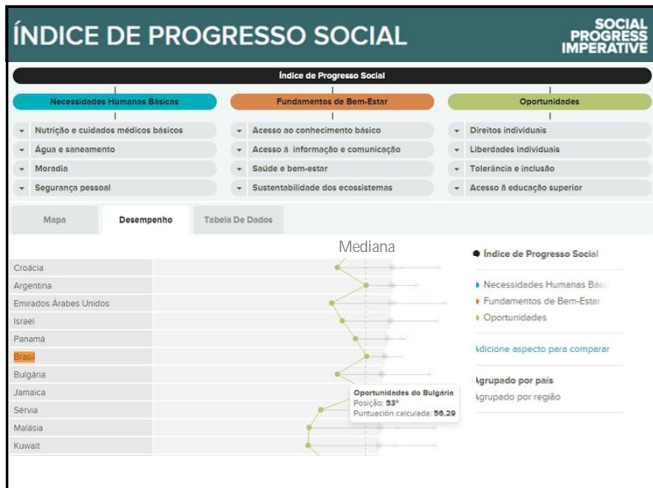 ÍNDICE DE PROGRESSO SOCIAL
SOCIAL
PROGRESS
IMPERATIVE
Índice de Progresso Social
Necessidades Humanas Básicas
Fundamentos de Bem-Estar
Oportunidades
Nutrição e cuidados médicos básicos
Acesso ao conhecimento básico
Direitos individuais
Água e saneamento
Acesso á informação e comunicação
Liberdades individuais
Moradia
Saúde e bem-estar
Tolerância e inclusão
Segurança pessoal
Sustentabilidade dos ecossistemas
Acesso ã educação superior
Mapa
Desempenho
Tabela De Dados
Mediana
Croácia
Argentina
Emirados Árabes Unidos
Israel
Panamá
Brasil
Bulgária
Jamaica
Sérvia
Malásia
Kuwait
Oportunidades do Bulgária
Posição: 53º
Puntuación calculada: 56.29
Índice de Progresso Social
Necessidades Humanas Bási
Fundamentos de Bem-Estar
Oportunidades
Adicione aspecto para comparar
Agrupado por país
Agrupado por região